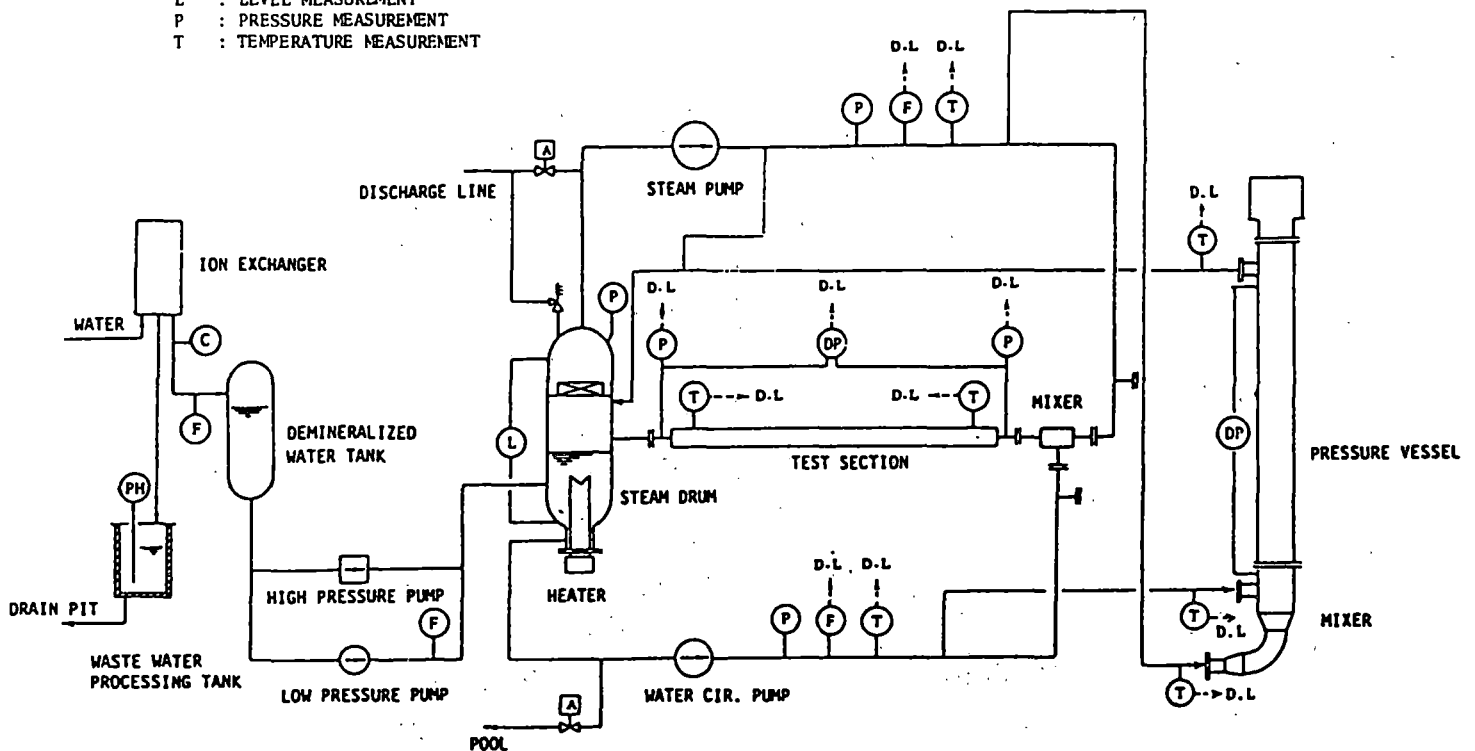 L : LEVEL MEASUREMENT
P : PRESSURE MEASUREMENT
T : TEMPERATURE MEASUREMENT
D.L
D.L
P
F
T
A
DISCHARGE LINE
STEAM PUMP
D.L
T
ION EXCHANGER
P
D.L
D.L
D.L
WATER
C
P
DP
P
F
T
D.L
D.L
T
MIXER
DEMINERALIZED
WATER TANK
L
TEST SECTION
DP
PRESSURE VESSEL
PH
STEAM DRUM
HIGH PRESSURE PUMP
HEATER
D.L
D.L
DRAIN PIT
F
P
F
T
T
D.L
MIXER
WASTE WATER
PROCESSING TANK
LOW PRESSURE PUMP
WATER CIR. PUMP
T
D.L
A
POOL